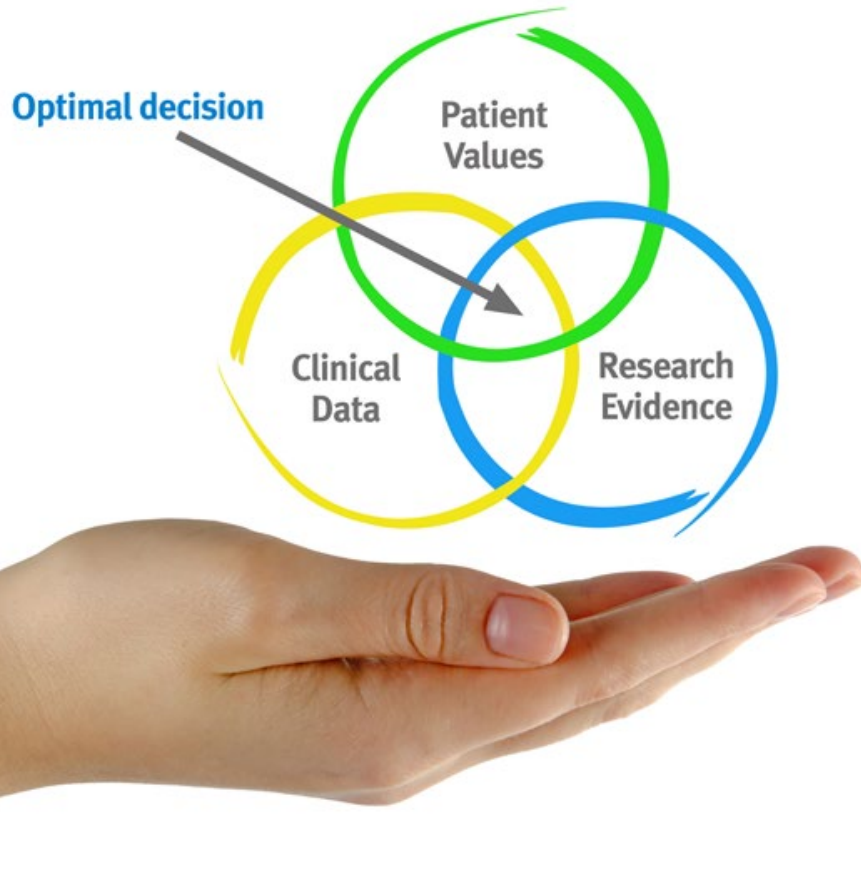 Optimal decision
Patient
Values
Clinical
Data
Research
Evidence